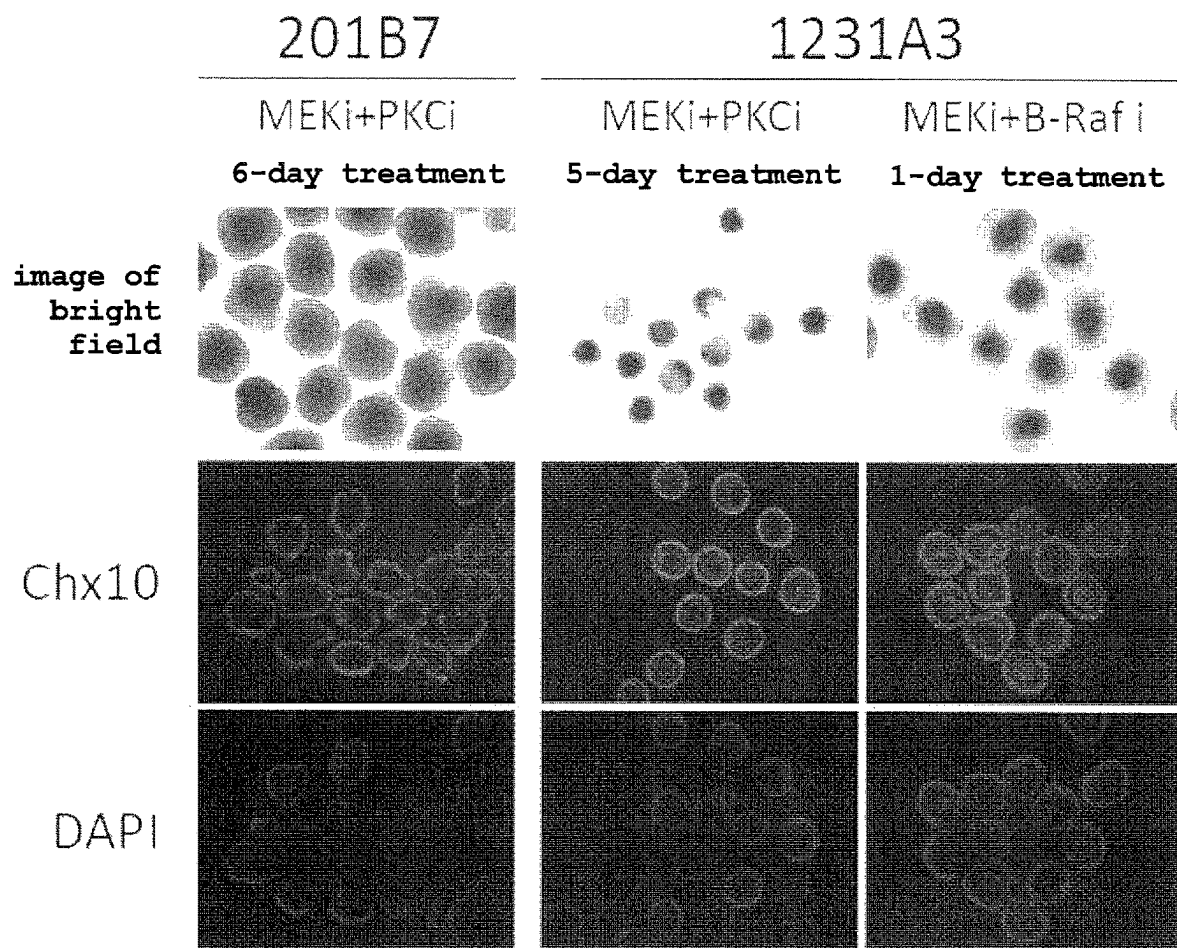 201B7 1231A3
MEKi+PKCi MEKi+PKCi MEKi+B-Raf i
6-day treatment 5-day treatment 1-day treatment
image of
bright
field
Chx10
DAPI